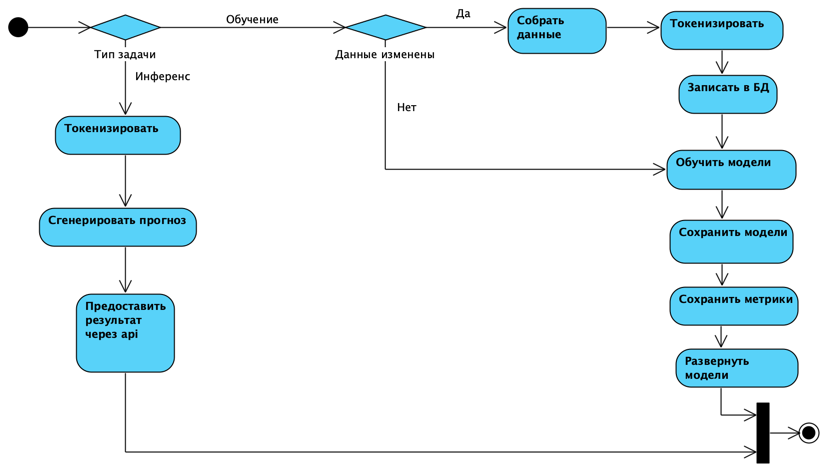 Обучение
Да
Собрать
данные
Токенизировать
Тип задачи
Данные изменены
Инференс
Записать в БД
Нет
Токенизировать
Обучить модели
Сгенерировать прогноз
Сохранить модели
Предоставить
результат
через api
Сохранить метрики
Развернуть
модели